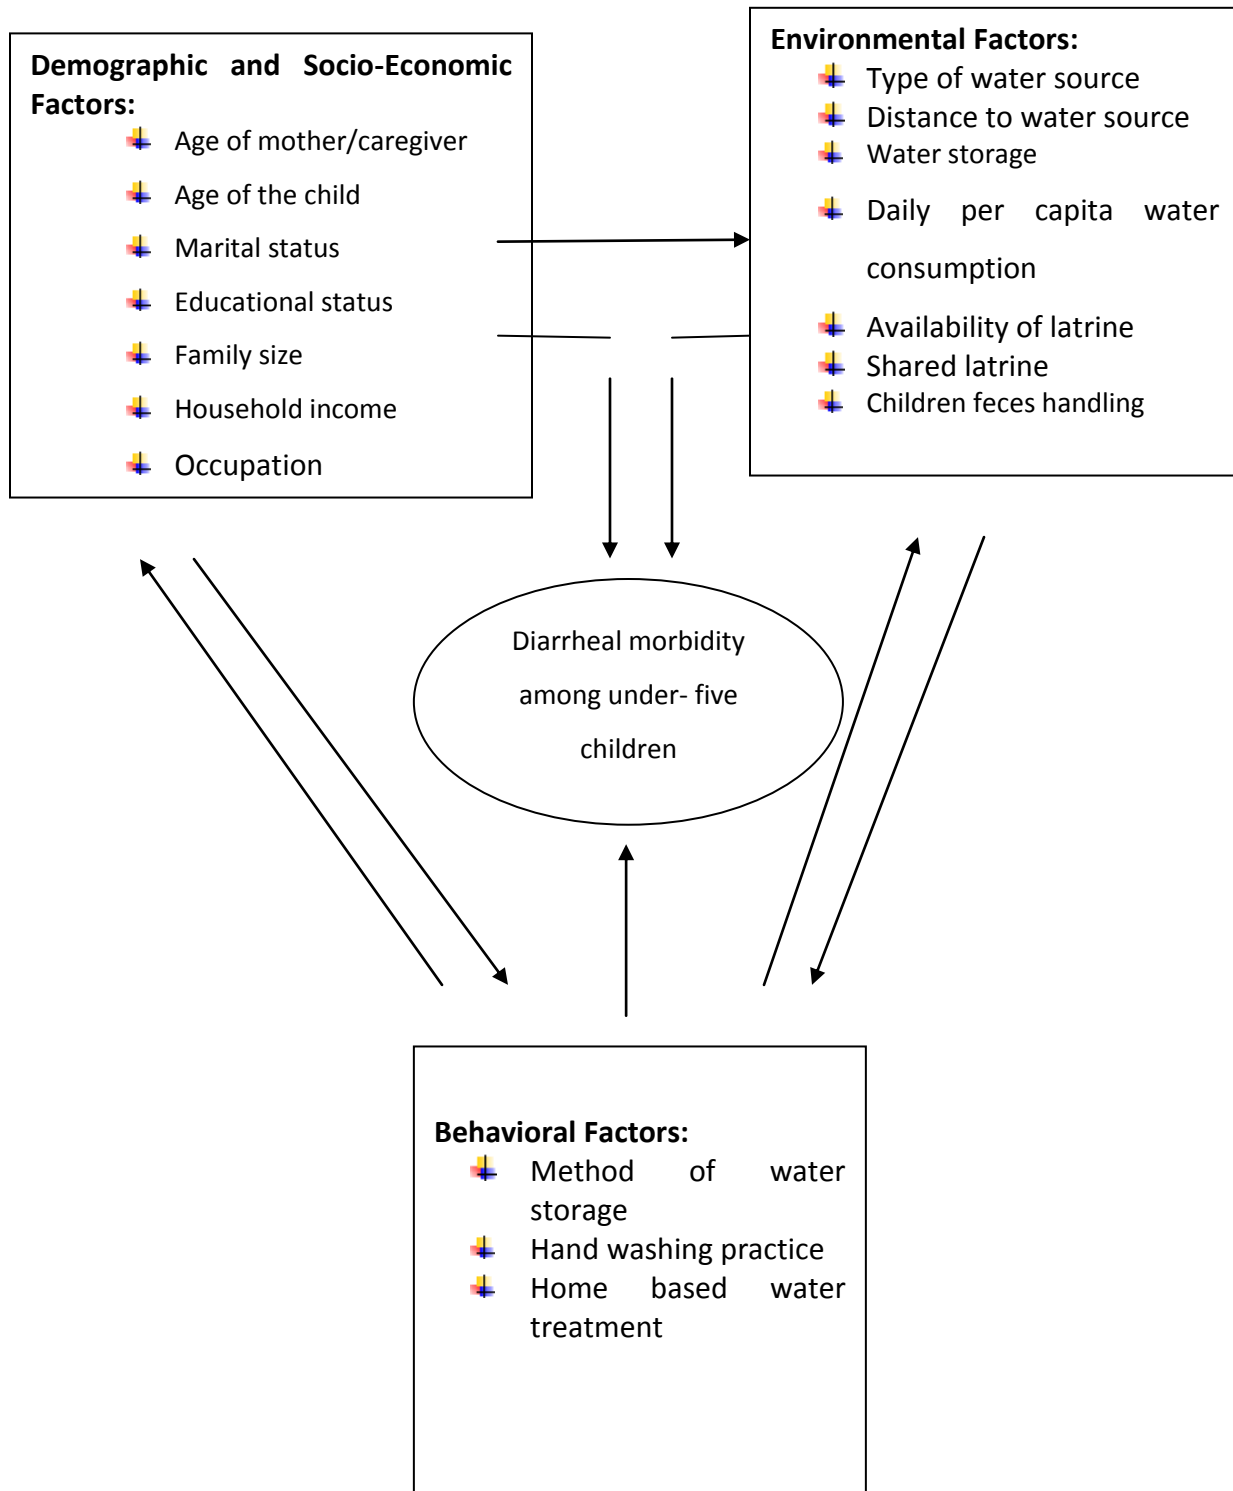 Demographic and Socio-Economic
Factors:
Age of mother/caregiver
Age of the child
Marital status
Educational status
Family size
Household income
Occupation
Environmental Factors:
Type of water source
Distance to water source
Water storage
Daily per capita water
consumption
Availability of latrine
Shared latrine
Children feces handling
Diarrheal morbidity
among under- five
children
Behavioral Factors:
Method of water
storage
Hand washing practice
Home based water
treatment